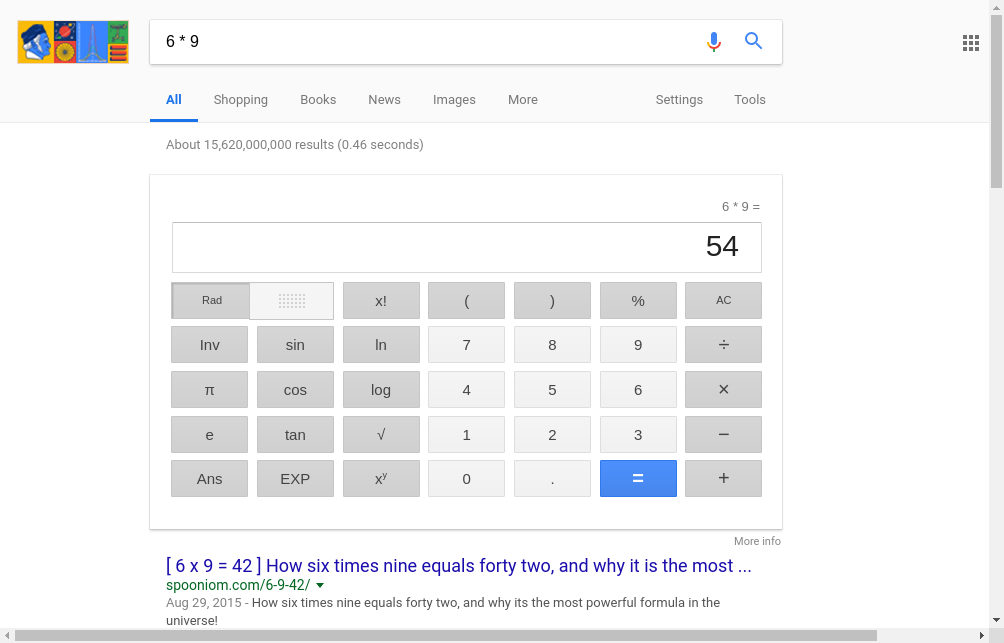 6 * 9
All Shopping Books News Images More Settings Tools
About 15,620,000,000 results (0.46 seconds)
6 * 9 =
54
Rad x! ( ) % AC
Inv sin ln 7 8 9 ÷
π cos log 4 5 6 ×
e tan √ 1 2 3 −
Ans EXP xʸ 0 . = +
More info
[ 6 x 9 = 42 ] How six times nine equals forty two, and why it is the most ...
spooniom.com/6-9-42/
Aug 29, 2015 - How six times nine equals forty two, and why its the most powerful formula in the
universe!